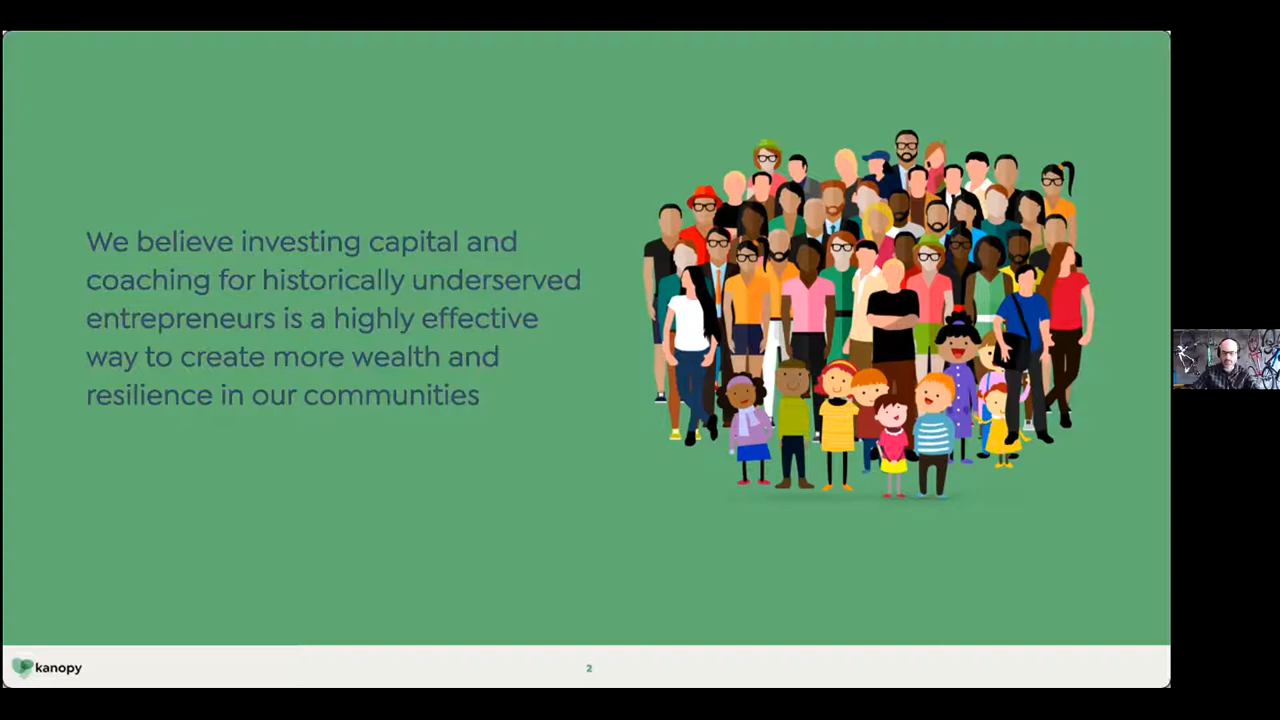 We believe investing capital and
coaching for historically underserved
entrepreneurs is a highly effective
way to create more wealth and
resilience in our communities
kanopy
2